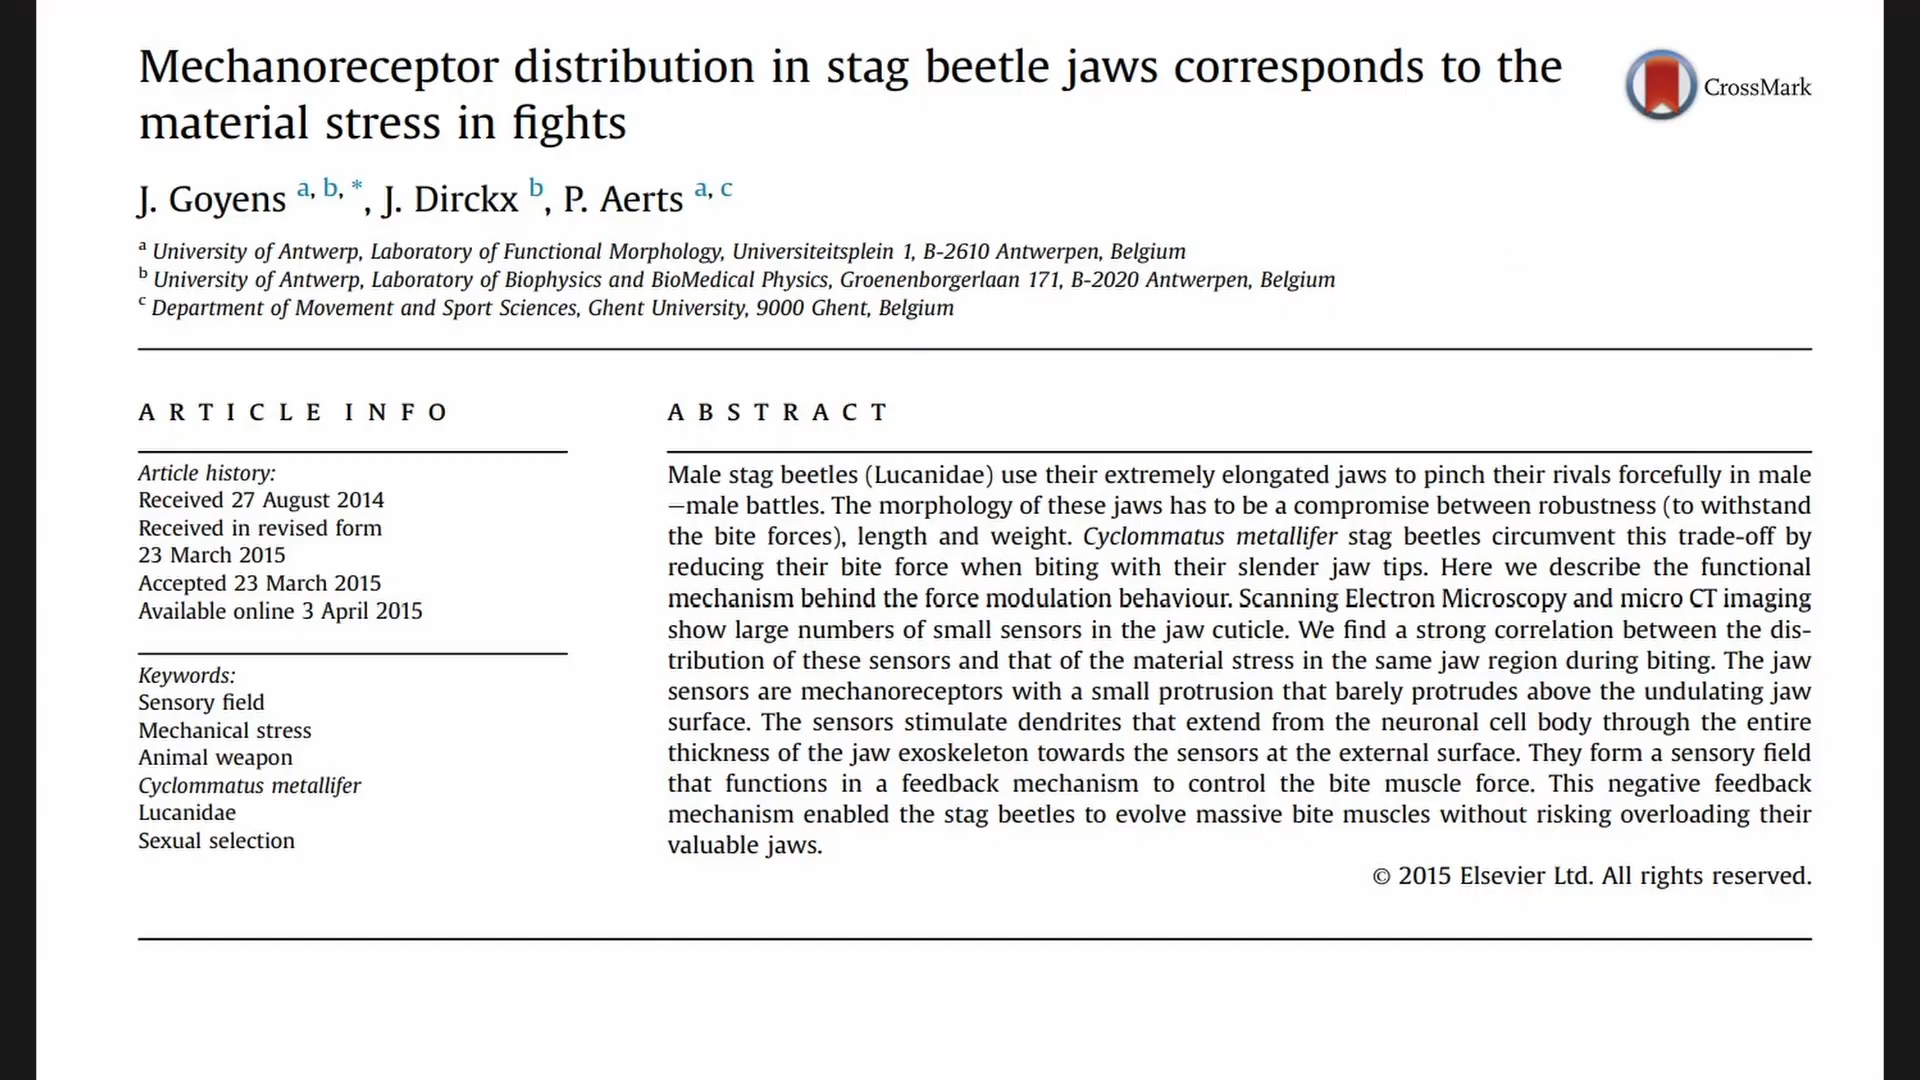 Mechanoreceptor distribution in stag beetle jaws corresponds to the
material stress in fights
CrossMark
J. Goyens a, b, *, J. Dirckx b, P. Aerts a, c
a University of Antwerp, Laboratory of Functional Morphology, Universiteitsplein 1, B-2610 Antwerpen, Belgium
b University of Antwerp, Laboratory of Biophysics and BioMedical Physics, Groenenborgerlaan 171, B-2020 Antwerpen, Belgium
c Department of Movement and Sport Sciences, Ghent University, 9000 Ghent, Belgium
ARTICLE INFO
Article history:
Received 27 August 2014
Received in revised form
23 March 2015
Accepted 23 March 2015
Available online 3 April 2015
Keywords:
Sensory field
Mechanical stress
Animal weapon
Cyclommatus metallifer
Lucanidae
Sexual selection
ABSTRACT
Male stag beetles (Lucanidae) use their extremely elongated jaws to pinch their rivals forcefully in male
–male battles. The morphology of these jaws has to be a compromise between robustness (to withstand
the bite forces), length and weight. Cyclommatus metallifer stag beetles circumvent this trade-off by
reducing their bite force when biting with their slender jaw tips. Here we describe the functional
mechanism behind the force modulation behaviour. Scanning Electron Microscopy and micro CT imaging
show large numbers of small sensors in the jaw cuticle. We find a strong correlation between the dis-
tribution of these sensors and that of the material stress in the same jaw region during biting. The jaw
sensors are mechanoreceptors with a small protrusion that barely protrudes above the undulating jaw
surface. The sensors stimulate dendrites that extend from the neuronal cell body through the entire
thickness of the jaw exoskeleton towards the sensors at the external surface. They form a sensory field
that functions in a feedback mechanism to control the bite muscle force. This negative feedback
mechanism enabled the stag beetles to evolve massive bite muscles without risking overloading their
valuable jaws.
© 2015 Elsevier Ltd. All rights reserved.